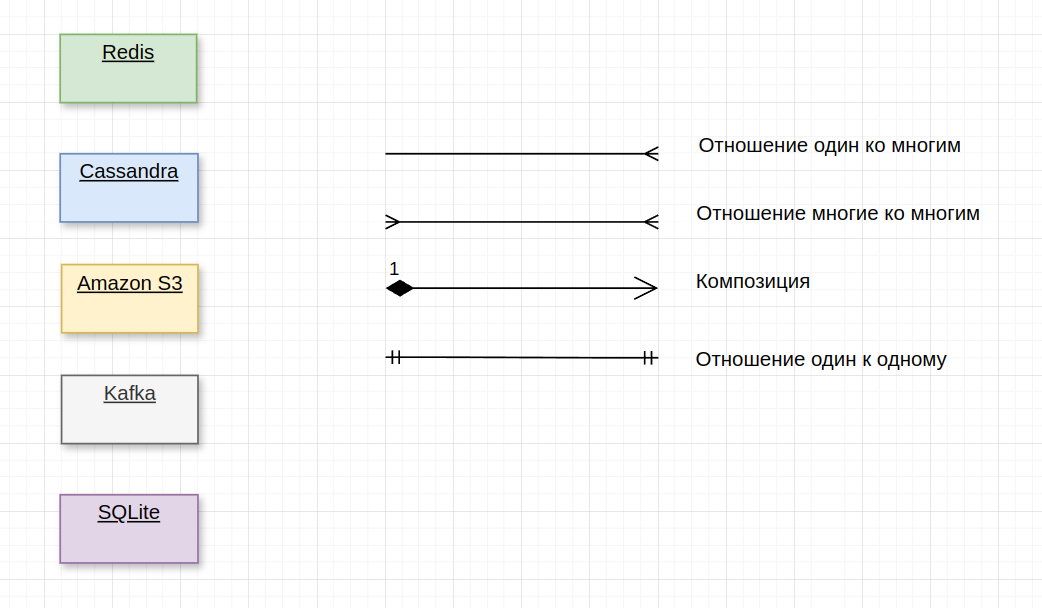 Redis
Cassandra
Amazon S3
Kafka
SQLite
Отношение один ко многим
Отношение многие ко многим
1
Композиция
Отношение один к одному